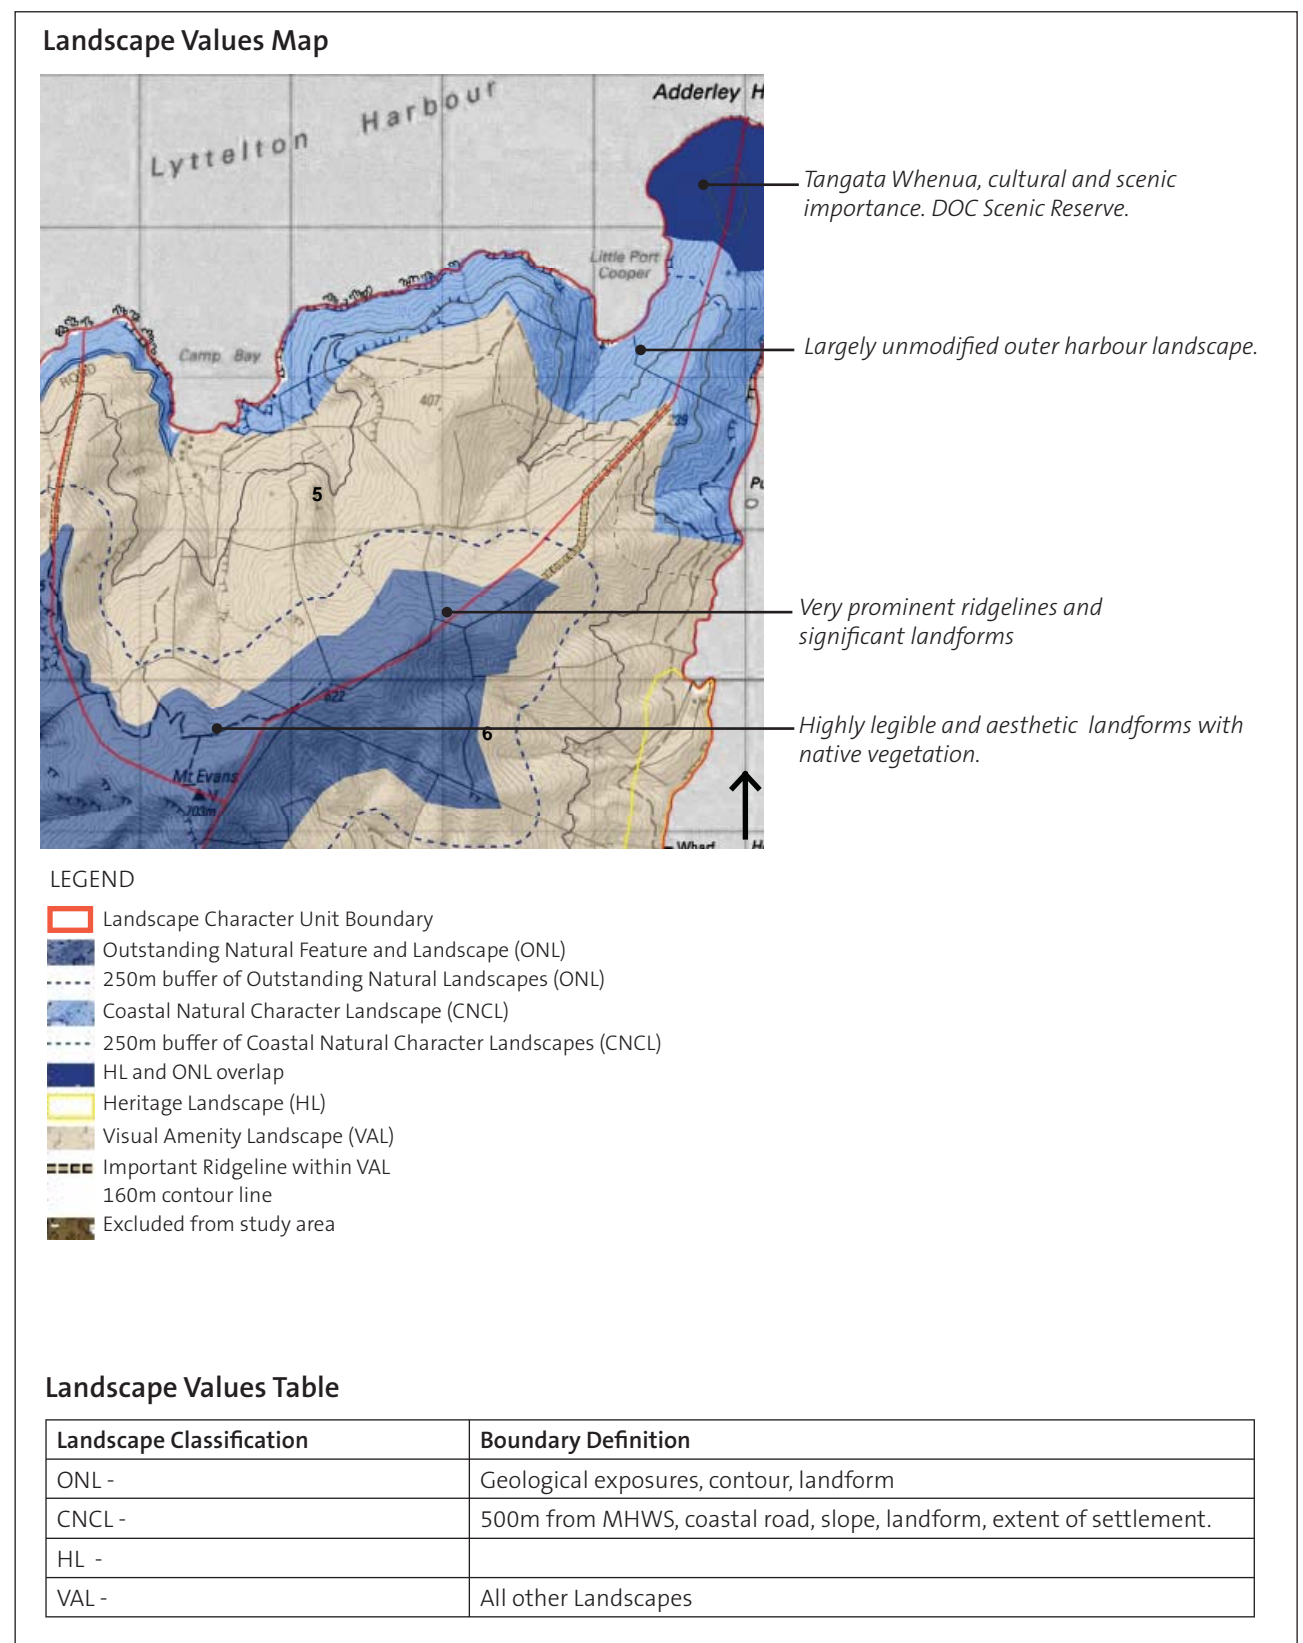 Landscape Values Map
Adderley H
Lyttelton Harbour
Tangata Whenua, cultural and scenic
importance. DOC Scenic Reserve.
Little Port
Cooper
Largely unmodified outer harbour landscape.
Camp Bay
ROAD
407
239
5
Very prominent ridgelines and
significant landforms
622
6
Highly legible and aesthetic landforms with
native vegetation.
Mt Evans
703m
Wharf
LEGEND
Landscape Character Unit Boundary
Outstanding Natural Feature and Landscape (ONL)
250m buffer of Outstanding Natural Landscapes (ONL)
Coastal Natural Character Landscape (CNCL)
250m buffer of Coastal Natural Character Landscapes (CNCL)
HL and ONL overlap
Heritage Landscape (HL)
Visual Amenity Landscape (VAL)
Important Ridgeline within VAL
160m contour line
Excluded from study area
Landscape Values Table
Landscape Classification Boundary Definition
ONL - Geological exposures, contour, landform
CNCL - 500m from MHWS, coastal road, slope, landform, extent of settlement.
HL -
VAL - All other Landscapes